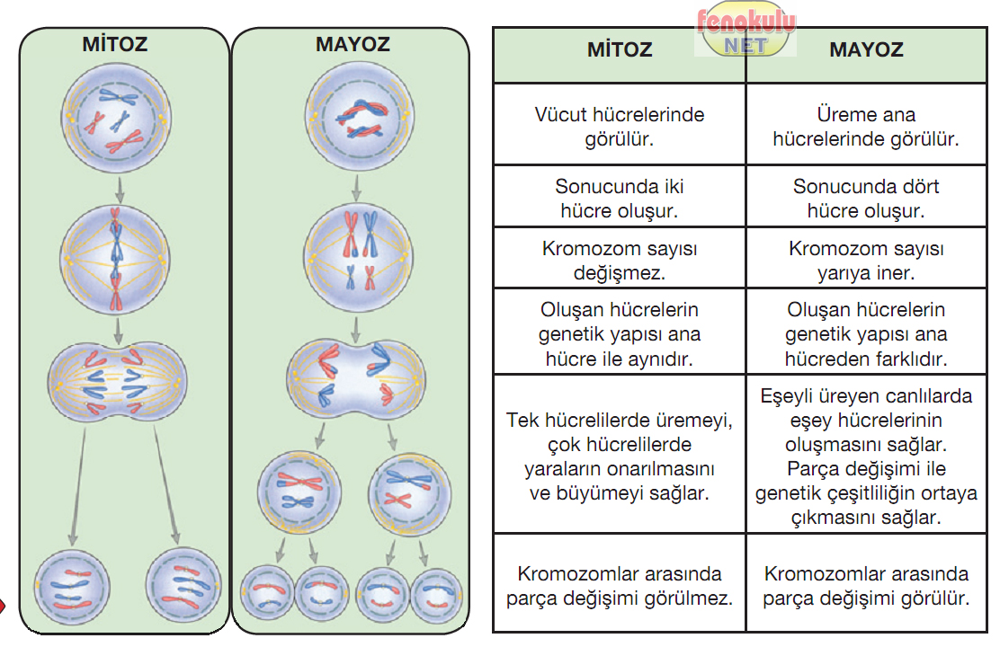 MİTOZ
MAYOZ
fenokulu
NET
MİTOZ
MAYOZ
Vücut hücrelerinde
görülür.
Üreme ana
hücrelerinde görülür.
Sonucunda iki
hücre oluşur.
Sonucunda dört
hücre oluşur.
Kromozom sayısı
değişmez.
Kromozom sayısı
yarıya iner.
Oluşan hücrelerin
genetik yapısı ana
hücre ile aynıdır.
Oluşan hücrelerin
genetik yapısı ana
hücreden farklıdır.
Tek hücrelilerde üremeyi,
çok hücrelilerde
yaraların onarılmasını
ve büyümeyi sağlar.
Eşeyli üreyen canlılarda
eşey hücrelerinin
oluşmasını sağlar.
Parça değişimi ile
genetik çeşitliliğin ortaya
çıkmasını sağlar.
Kromozomlar arasında
parça değişimi görülmez.
Kromozomlar arasında
parça değişimi görülür.